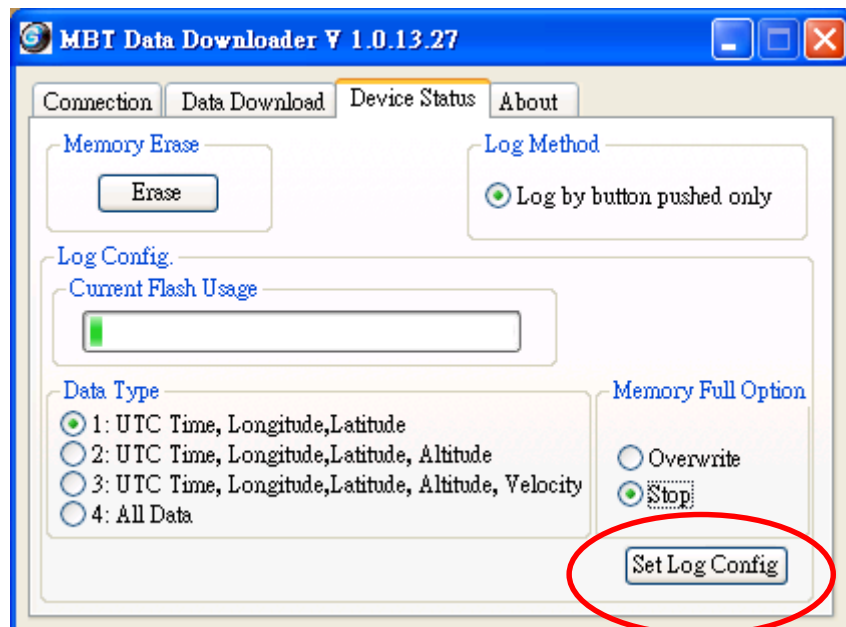 MBT Data Downloader V 1.0.13.27
Connection Data Download Device Status About
Memory Erase
Erase
Log Method
Log by button pushed only
Log Config.
Current Flash Usage
Data Type
1: UTC Time, Longitude,Latitude
2: UTC Time, Longitude,Latitude, Altitude
3: UTC Time, Longitude,Latitude, Altitude, Velocity
4: All Data
Memory Full Option
Overwrite
Stop
Set Log Config